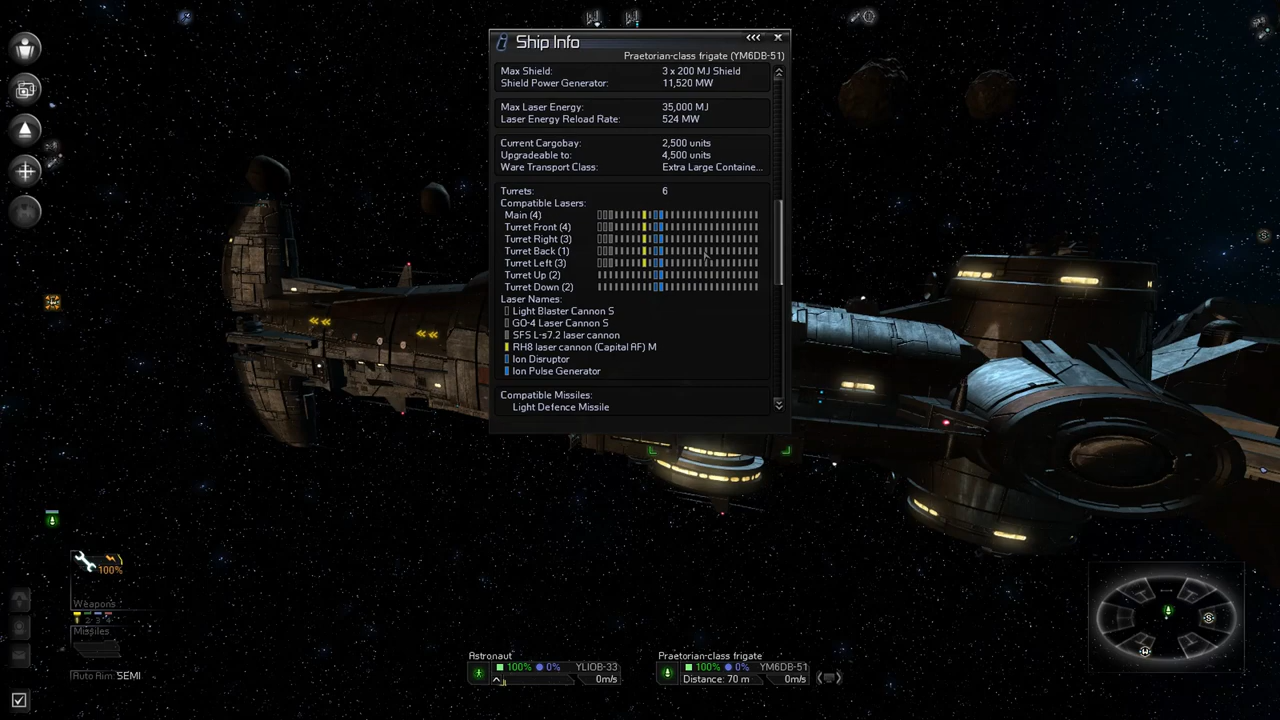 Ship Info
Praetorian-class frigate (YM6DB-51)
Max Shield: 3 x 200 MJ Shield
Shield Power Generator: 11,520 MW
Max Laser Energy: 35,000 MJ
Laser Energy Reload Rate: 524 MW
Current Cargobay: 2,500 units
Upgradeable to: 4,500 units
Ware Transport Class: Extra Large Containe...
Turrets: 6
Compatible Lasers:
Main (4)
Turret Front (4)
Turret Right (3)
Turret Back (1)
Turret Left (3)
Turret Up (2)
Turret Down (2)
Laser Names:
Light Blaster Cannon S
GO-4 Laser Cannon S
SFS L-s7.2 laser cannon
RH8 laser cannon (Capital AF) M
Ion Disruptor
Ion Pulse Generator
Compatible Missiles:
Light Defence Missile
100%
Weapons
1 2 3 4
Missiles
Auto Aim: SEMI
Astronaut
100% 0% YLIOB-33
0m/s
Praetorian-class frigate
100% 0% YM6DB-51
Distance: 70 m 0m/s
N
S
S